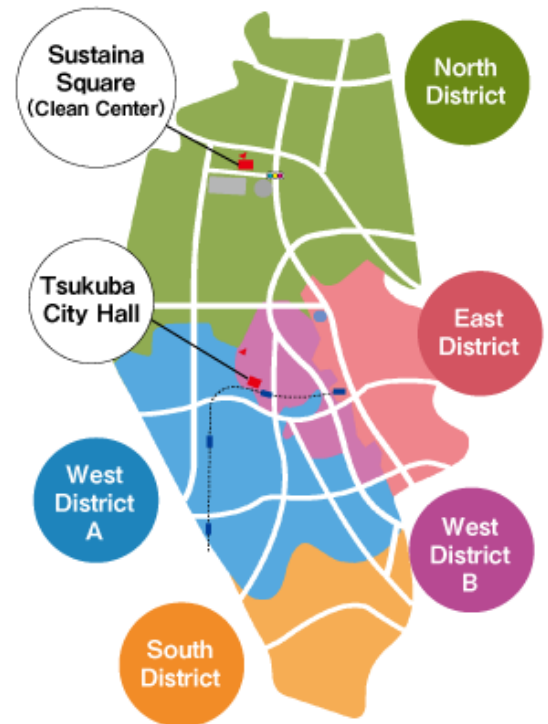 Sustaina
Square
(Clean Center)
North
District
Tsukuba
City Hall
East
District
West
District
A
West
District
B
South
District